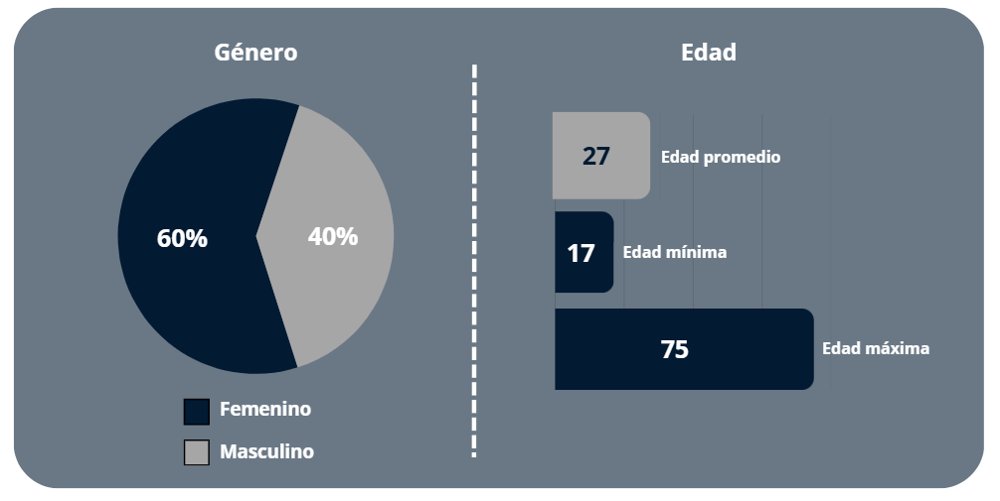 Género
60%
40%
Femenino
Masculino
Edad
27
Edad promedio
17
Edad mínima
75
Edad máxima